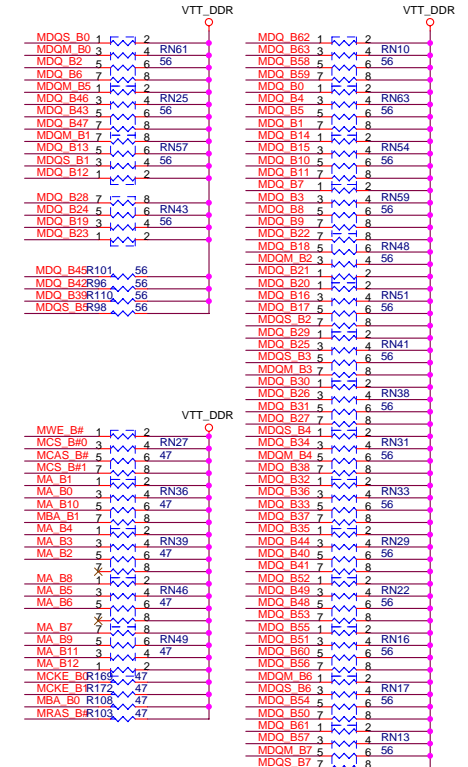 VTT_DDR
MDQS_B0 1 2
MDQM_B0 3 4 RN61
MDQ_B2 5 6 56
MDQ_B6 7 8
MDQM_B5 1 2
MDQ_B46 3 4 RN25
MDQ_B43 5 6 56
MDQ_B47 7 8
MDQM_B1 7 8
MDQ_B13 5 6 RN57
MDQS_B1 3 4 56
MDQ_B12 1 2
MDQ_B28 7 8
MDQ_B24 5 6 RN43
MDQ_B19 3 4 56
MDQ_B23 1 2
MDQ_B45 R101 56
MDQ_B42 R96 56
MDQ_B39 R110 56
MDQS_B5 R98 56
VTT_DDR
MWE_B# 1 2
MCS_B#0 3 4 RN27
MCAS_B# 5 6 47
MCS_B#1 7 8
MA_B1 1 2
MA_B0 3 4 RN36
MA_B10 5 6 47
MBA_B1 7 8
MA_B4 1 2
MA_B3 3 4 RN39
MA_B2 5 6 47
7 8
MA_B8 1 2
MA_B5 3 4 RN46
MA_B6 5 6 47
7 8
MA_B7 7 8
MA_B9 5 6 RN49
MA_B11 3 4 47
MA_B12 1 2
MCKE_B0 R169 47
MCKE_B1 R172 47
MBA_B0 R108 47
MRAS_B# R103 47
VTT_DDR
MDQ_B62 1 2
MDQ_B63 3 4 RN10
MDQ_B58 5 6 56
MDQ_B59 7 8
MDQ_B0 1 2
MDQ_B4 3 4 RN63
MDQ_B5 5 6 56
MDQ_B1 7 8
MDQ_B14 1 2
MDQ_B15 3 4 RN54
MDQ_B10 5 6 56
MDQ_B11 7 8
MDQ_B7 1 2
MDQ_B3 3 4 RN59
MDQ_B8 5 6 56
MDQ_B9 7 8
MDQ_B22 7 8
MDQ_B18 5 6 RN48
MDQM_B2 3 4 56
MDQ_B21 1 2
MDQ_B20 1 2
MDQ_B16 3 4 RN51
MDQ_B17 5 6 56
MDQS_B2 7 8
MDQ_B29 1 2
MDQ_B25 3 4 RN41
MDQS_B3 5 6 56
MDQM_B3 7 8
MDQ_B30 1 2
MDQ_B26 3 4 RN38
MDQ_B31 5 6 56
MDQ_B27 7 8
MDQS_B4 1 2
MDQ_B34 3 4 RN31
MDQM_B4 5 6 56
MDQ_B38 7 8
MDQ_B32 1 2
MDQ_B36 3 4 RN33
MDQ_B33 5 6 56
MDQ_B37 7 8
MDQ_B35 1 2
MDQ_B44 3 4 RN29
MDQ_B40 5 6 56
MDQ_B41 7 8
MDQ_B52 1 2
MDQ_B49 3 4 RN22
MDQ_B48 5 6 56
MDQ_B53 7 8
MDQ_B55 1 2
MDQ_B51 3 4 RN16
MDQ_B60 5 6 56
MDQ_B56 7 8
MDQM_B6 1 2
MDQS_B6 3 4 RN17
MDQ_B54 5 6 56
MDQ_B50 7 8
MDQ_B61 1 2
MDQ_B57 3 4 RN13
MDQM_B7 5 6 56
MDQS_B7 7 8